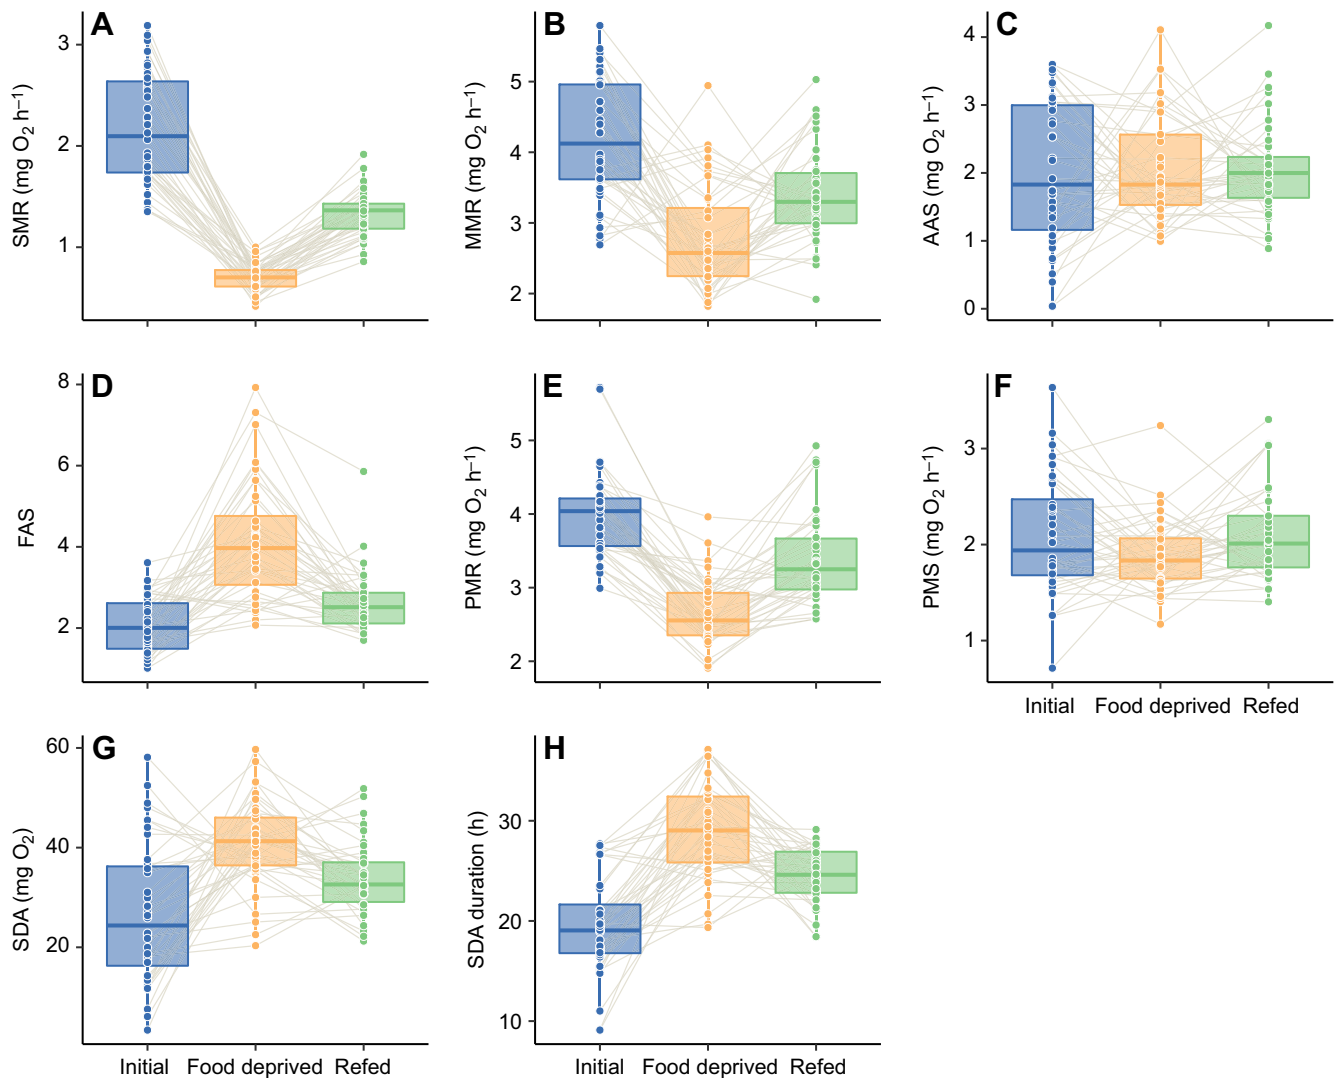 A
SMR (mg O2 h–1)
3
2
1
B
MMR (mg O2 h–1)
5
4
3
2
C
AAS (mg O2 h–1)
4
3
2
1
0
D
FAS
8
6
4
2
E
PMR (mg O2 h–1)
5
4
3
2
F
PMS (mg O2 h–1)
3
2
1
Initial Food deprived Refed
G
SDA (mg O2)
60
40
20
Initial Food deprived Refed
H
SDA duration (h)
30
20
10
Initial Food deprived Refed